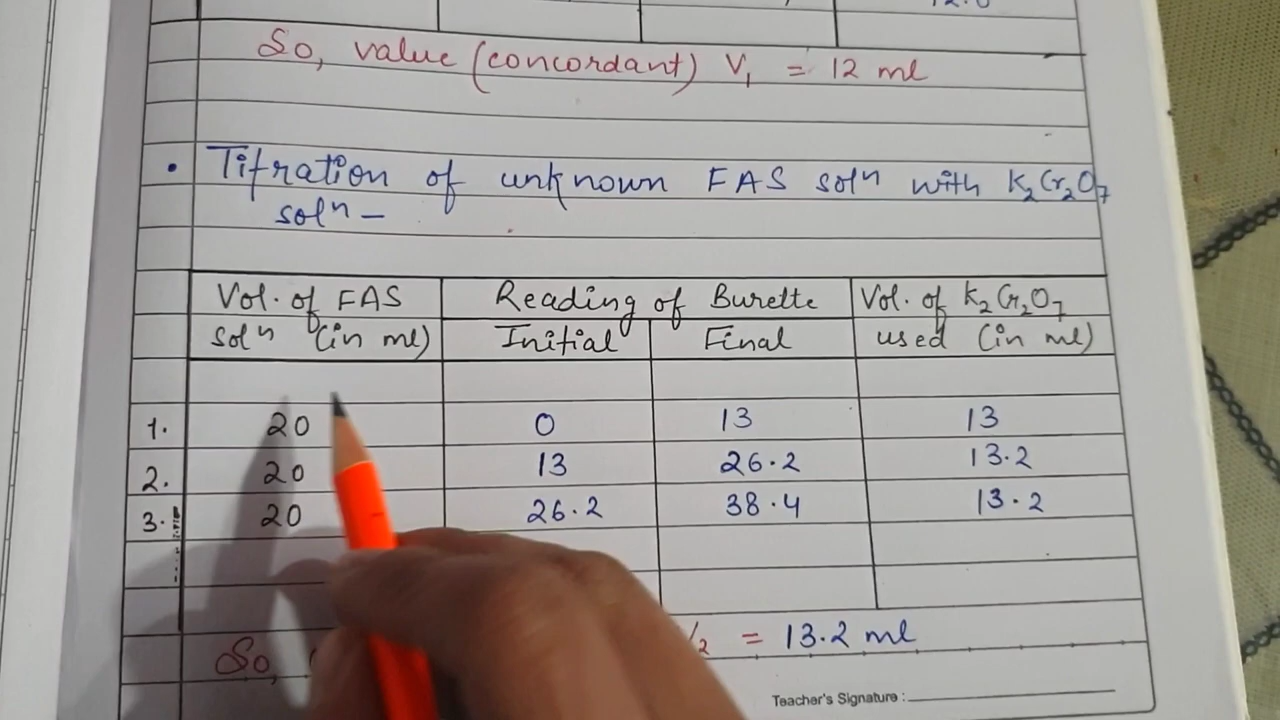 So, value (concordant) V₁ = 12 ml
• Titration of unknown FAS solⁿ with K₂Cr₂O₇
solⁿ –
Vol. of FAS solⁿ (in ml) Reading of Burette Vol. of K₂Cr₂O₇ used (in ml)
Initial Final
1. 20 0 13 13
2. 20 13 26.2 13.2
3. 20 26.2 38.4 13.2
So, = 13.2 ml
Teacher's Signature :